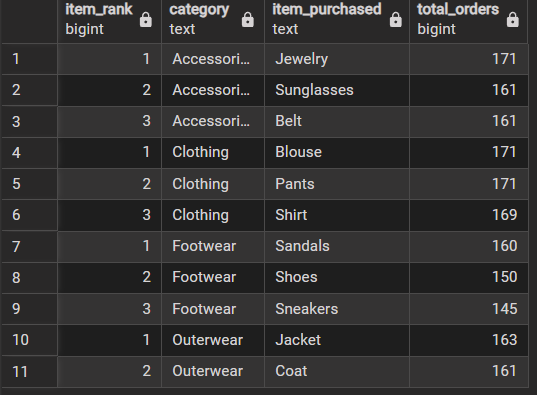 item_rank category item_purchased total_orders
bigint text text bigint
1 1 Accessori... Jewelry 171
2 2 Accessori... Sunglasses 161
3 3 Accessori... Belt 161
4 1 Clothing Blouse 171
5 2 Clothing Pants 171
6 3 Clothing Shirt 169
7 1 Footwear Sandals 160
8 2 Footwear Shoes 150
9 3 Footwear Sneakers 145
10 1 Outerwear Jacket 163
11 2 Outerwear Coat 161